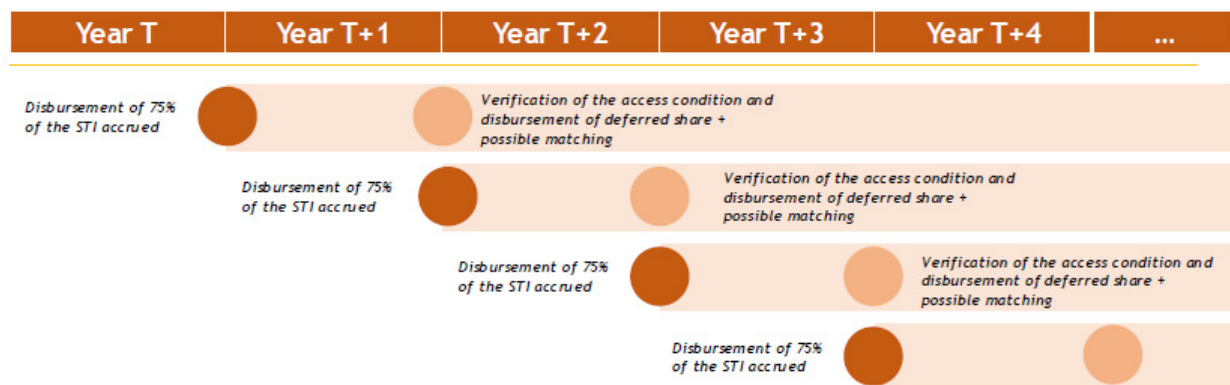 Year T
Year T+1
Year T+2
Year T+3
Year T+4
...
Disbursement of 75%
of the STI accrued
Verification of the access condition and
disbursement of deferred share +
possible matching
Disbursement of 75%
of the STI accrued
Verification of the access condition and
disbursement of deferred share +
possible matching
Disbursement of 75%
of the STI accrued
Verification of the access condition and
disbursement of deferred share +
possible matching
Disbursement of 75%
of the STI accrued